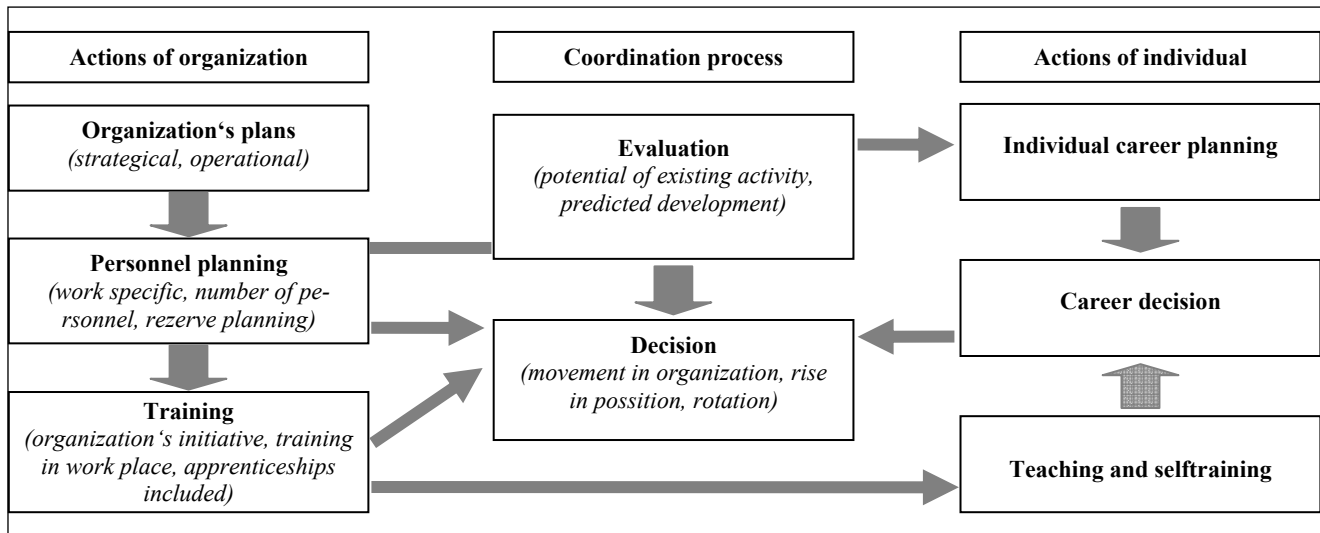 Actions of organization
Coordination process
Actions of individual
Organization‘s plans
(strategical, operational)
Personnel planning
(work specific, number of pe-
rsonnel, rezerve planning)
Training
(organization‘s initiative, training
in work place, apprenticeships
included)
Evaluation
(potential of existing activity,
predicted development)
Decision
(movement in organization, rise
in possition, rotation)
Individual career planning
Career decision
Teaching and selftraining